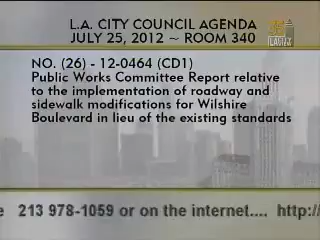 L.A. CITY COUNCIL AGENDA
JULY 25, 2012 ~ ROOM 340
NO. (26) - 12-0464 (CD1)
Public Works Committee Report relative
to the implementation of roadway and
sidewalk modifications for Wilshire
Boulevard in lieu of the existing standards
e 213 978-1059 or on the internet.... http:/